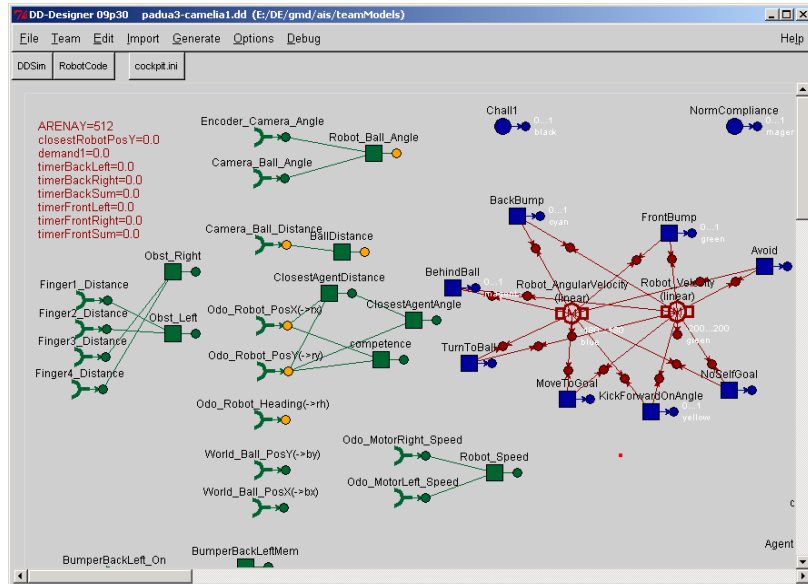 DD-Designer 09p30 padua3-camelia1.dd (E:/DE/gmd/ais/teamModels)
File Team Edit Import Generate Options Debug Help
DDSim RobotCode cockpit.ini
ARENAY=512
closestRobotPosY=0.0
demand1=0.0
timerBackLeft=0.0
timerBackRight=0.0
timerBackSum=0.0
timerFrontLeft=0.0
timerFrontRight=0.0
timerFrontSum=0.0
Encoder_Camera_Angle
Robot_Ball_Angle
Camera_Ball_Angle
Chall1
0...1
black
NormCompliance
0...1
mager
BackBump
0...1
cyan
FrontBump
0...1
green
Avoid
Camera_Ball_Distance
BallDistance
Obst_Right
Finger1_Distance
Finger2_Distance
Obst_Left
Finger3_Distance
Finger4_Distance
ClosestAgentDistance
Odo_Robot_PosX(->rx)
ClosestAgentAngle
Odo_Robot_PosY(->ry)
competence
BehindBall
Robot_AngularVelocity
(linear)
blue
Robot_Velocity
(linear)
200...200
green
TurnToBall
MoveToGoal
KickForwardOnAngle
0...1
yellow
NoSelfGoal
Odo_Robot_Heading(->rh)
World_Ball_PosY(->by)
World_Ball_PosX(->bx)
Odo_MotorRight_Speed
Robot_Speed
Odo_MotorLeft_Speed
BumperBackLeft_On
BumperBackLeftMem
c
Agent